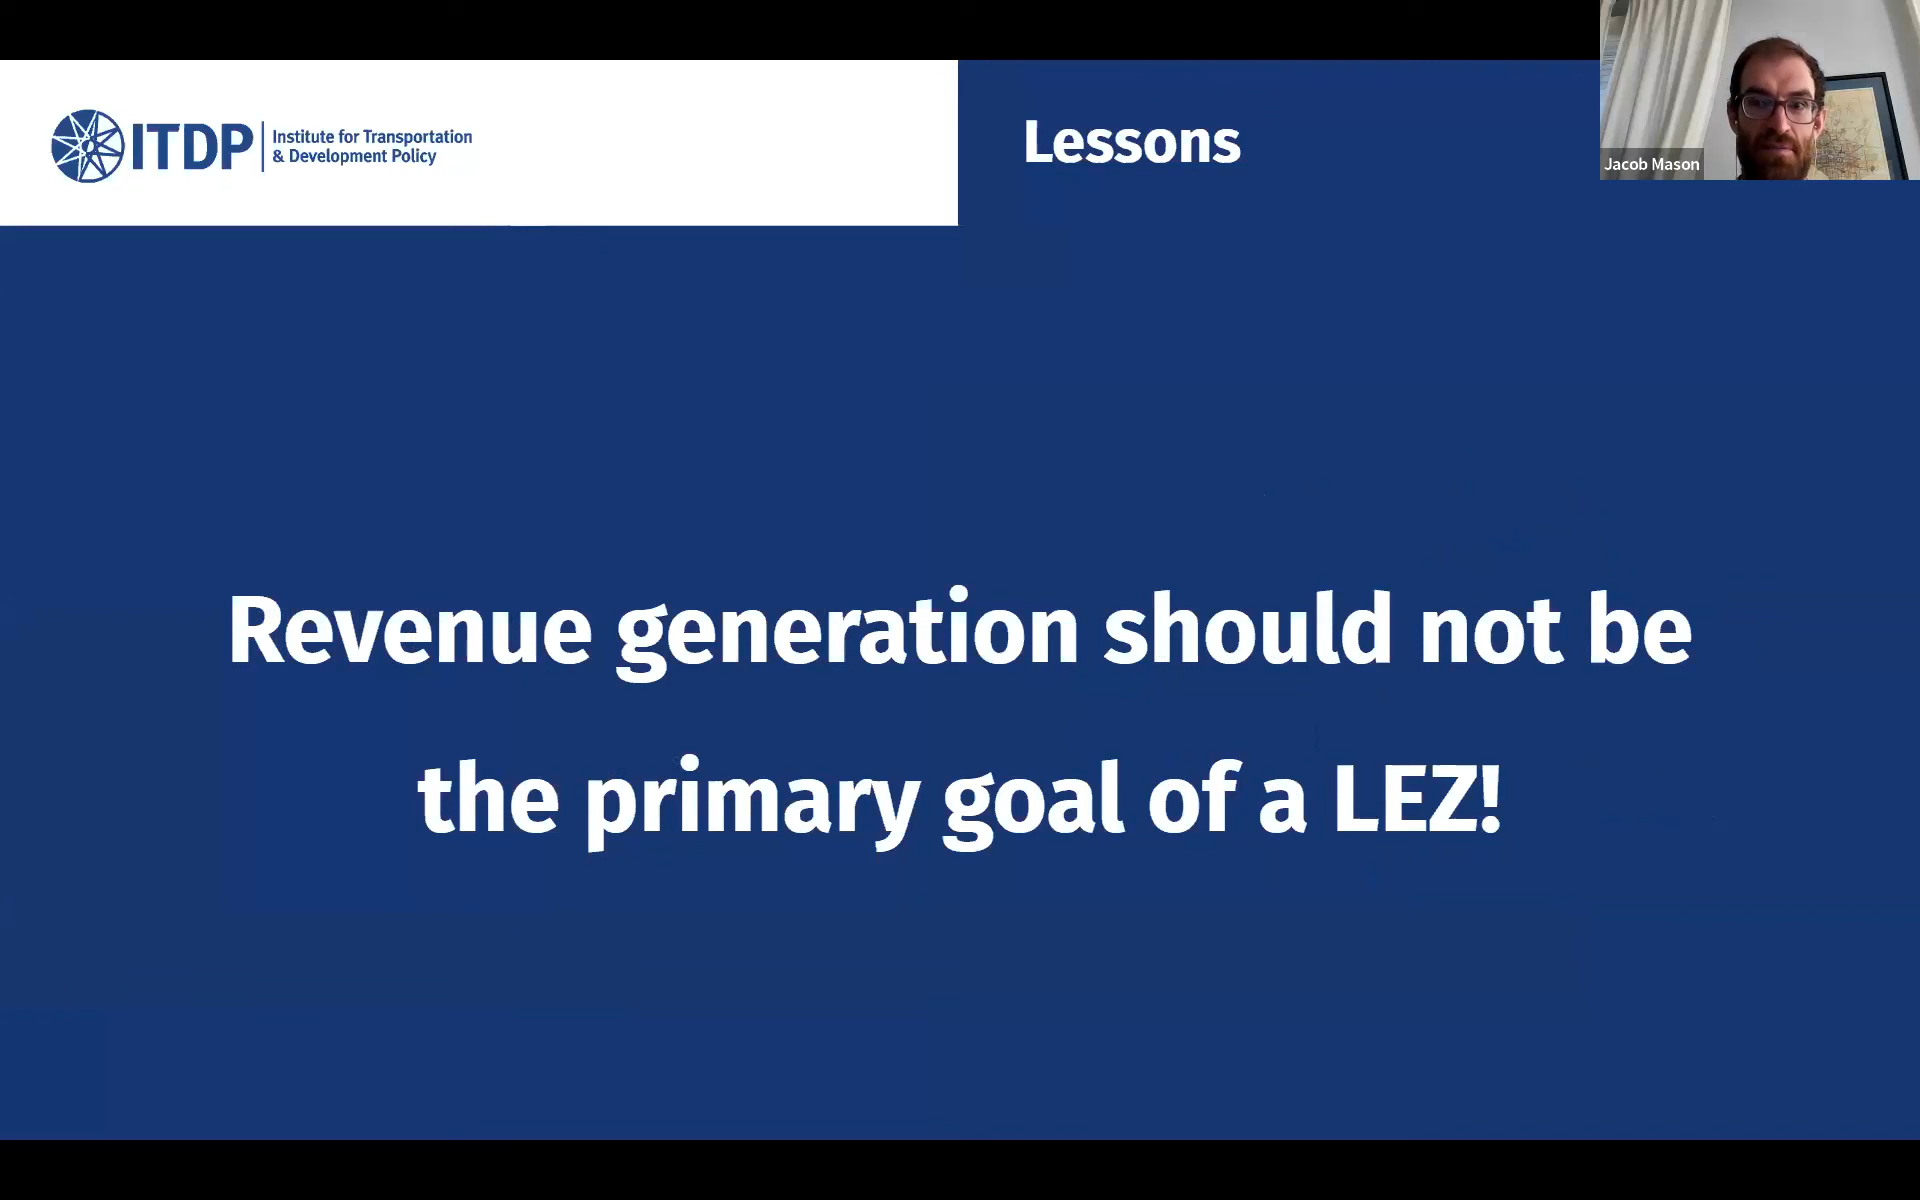 ITDP
Institute for Transportation
& Development Policy
Lessons
Jacob Mason
Revenue generation should not be
the primary goal of a LEZ!